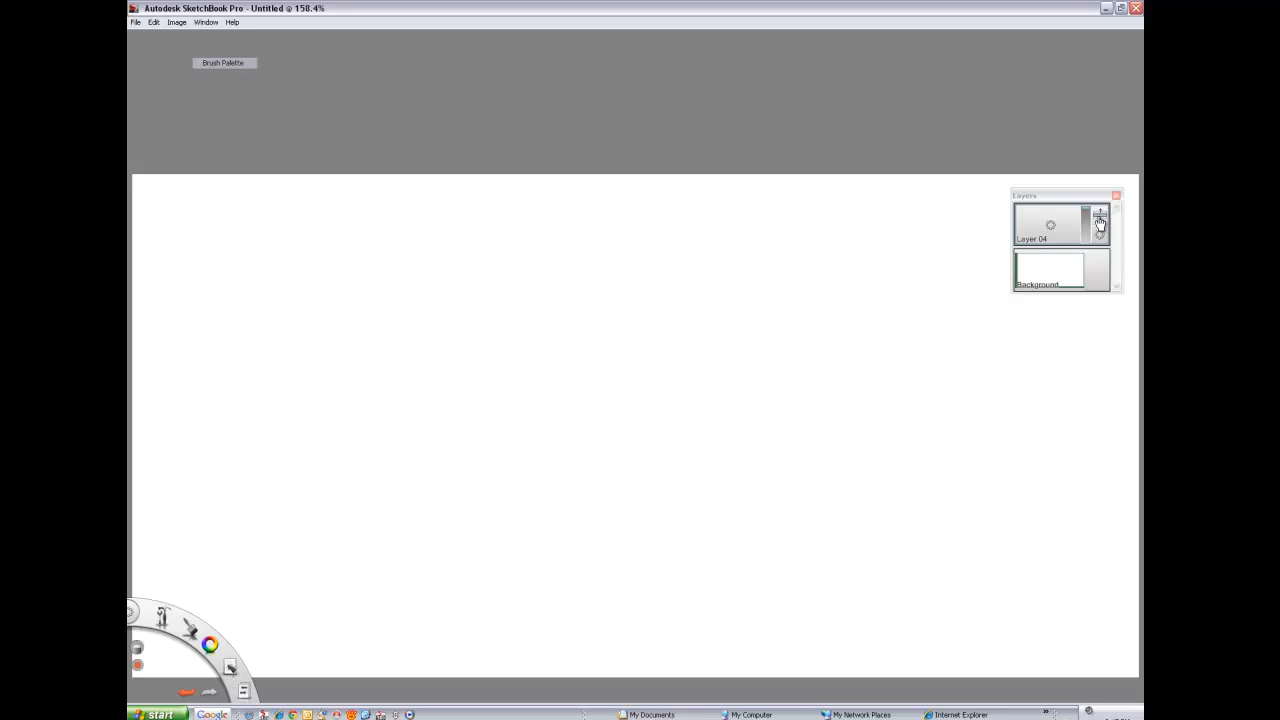 Autodesk SketchBook Pro - Untitled @ 158.4%
File Edit Image Window Help
Brush Palette
Layers
Layer 04
Background
start Google My Documents My Computer My Network Places Internet Explorer »